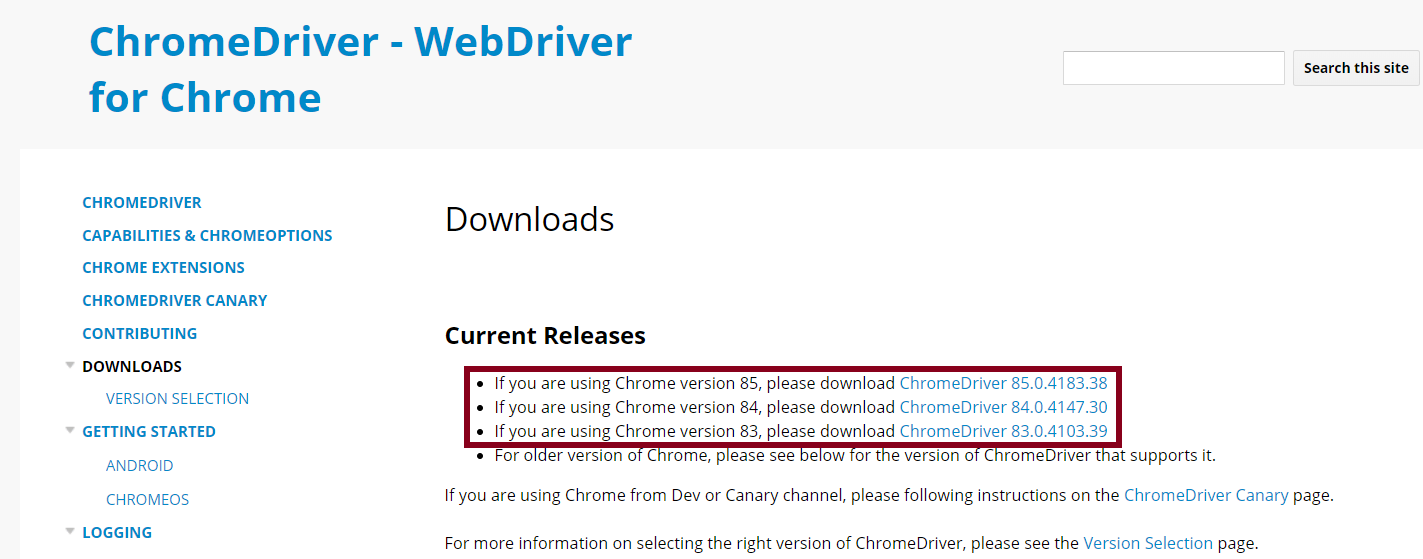 ChromeDriver - WebDriver
for Chrome
Search this site
CHROMEDRIVER
CAPABILITIES & CHROMEOPTIONS
CHROME EXTENSIONS
CHROMEDRIVER CANARY
CONTRIBUTING
DOWNLOADS
VERSION SELECTION
GETTING STARTED
ANDROID
CHROMEOS
LOGGING
Downloads
Current Releases
If you are using Chrome version 85, please download ChromeDriver 85.0.4183.38
If you are using Chrome version 84, please download ChromeDriver 84.0.4147.30
If you are using Chrome version 83, please download ChromeDriver 83.0.4103.39
For older version of Chrome, please see below for the version of ChromeDriver that supports it.
If you are using Chrome from Dev or Canary channel, please following instructions on the ChromeDriver Canary page.
For more information on selecting the right version of ChromeDriver, please see the Version Selection page.